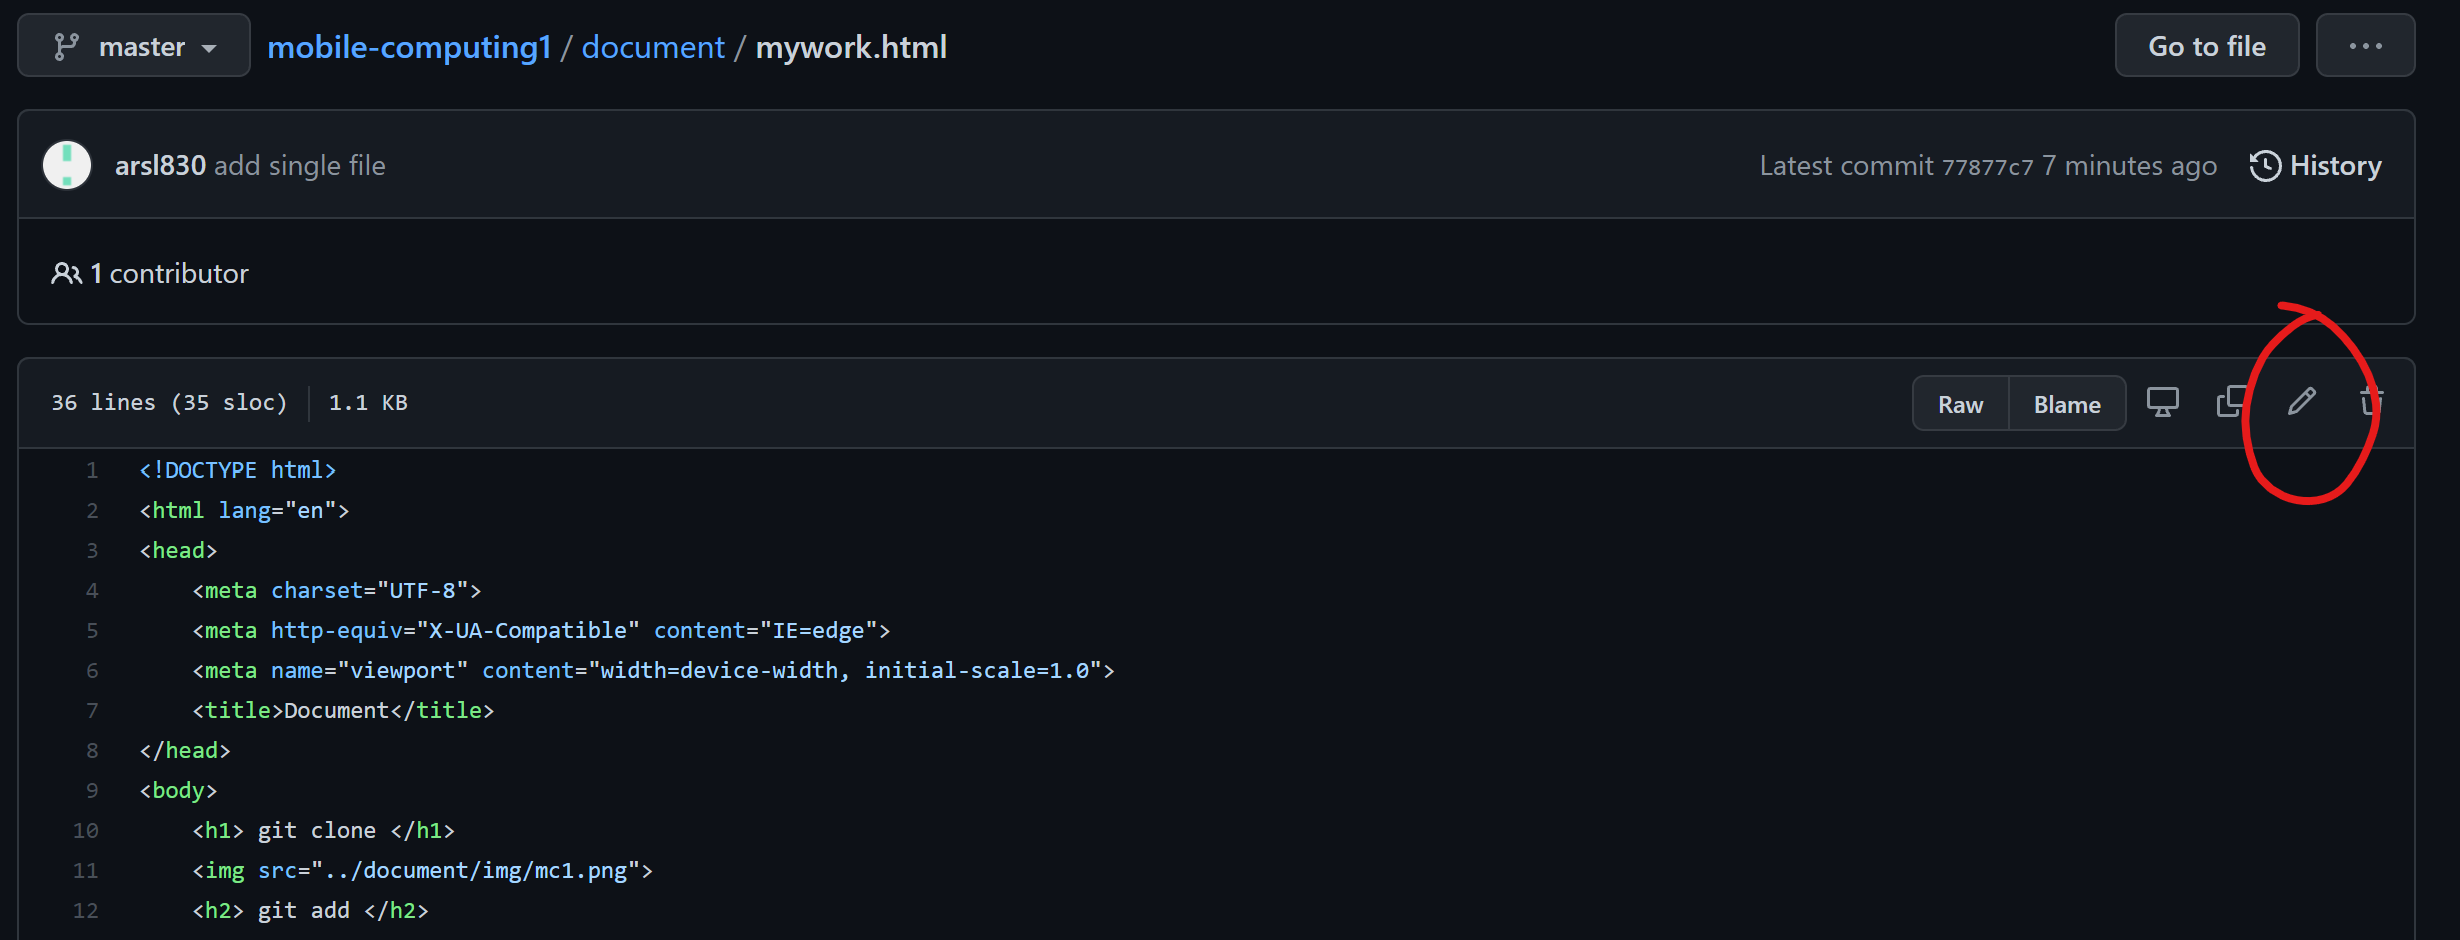 master mobile-computing1 / document / mywork.html Go to file ...
arsl830 add single file Latest commit 77877c7 7 minutes ago History
1 contributor
36 lines (35 sloc) 1.1 KB Raw Blame
1 <!DOCTYPE html>
2 <html lang="en">
3 <head>
4     <meta charset="UTF-8">
5     <meta http-equiv="X-UA-Compatible" content="IE=edge">
6     <meta name="viewport" content="width=device-width, initial-scale=1.0">
7     <title>Document</title>
8 </head>
9 <body>
10     <h1> git clone </h1>
11     <img src="../document/img/mc1.png">
12     <h2> git add </h2>